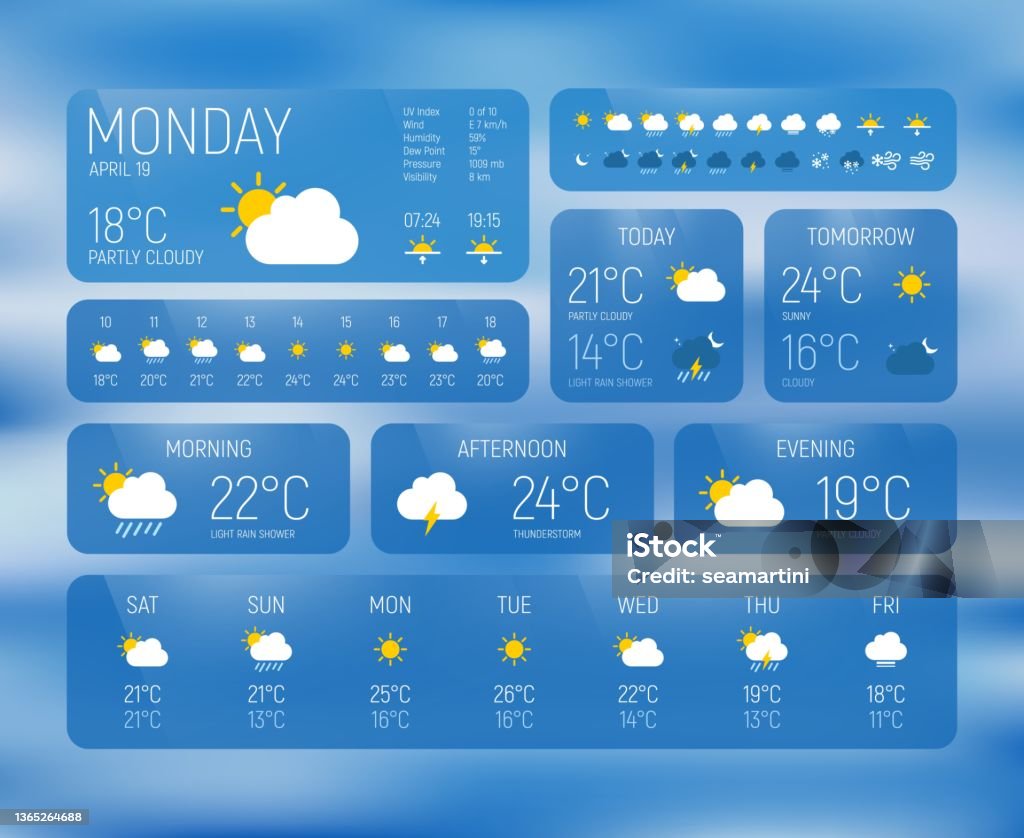 MONDAY
APRIL 19
18°C
PARTLY CLOUDY
UV Index 0 of 10
Wind E 7 km/h
Humidity 59%
Dew Point 15°
Pressure 1009 mb
Visibility 8 km
07:24 19:15
10 11 12 13 14 15 16 17 18
18°C 20°C 21°C 22°C 24°C 24°C 23°C 23°C 20°C
TODAY
21°C
PARTLY CLOUDY
14°C
LIGHT RAIN SHOWER
TOMORROW
24°C
SUNNY
16°C
CLOUDY
MORNING
22°C
LIGHT RAIN SHOWER
AFTERNOON
24°C
THUNDERSTORM
EVENING
19°C
PARTLY CLOUDY
iStock™
Credit: seamartini
SAT SUN MON TUE WED THU FRI
21°C 21°C 25°C 26°C 22°C 19°C 18°C
21°C 13°C 16°C 16°C 14°C 13°C 11°C
1365264688